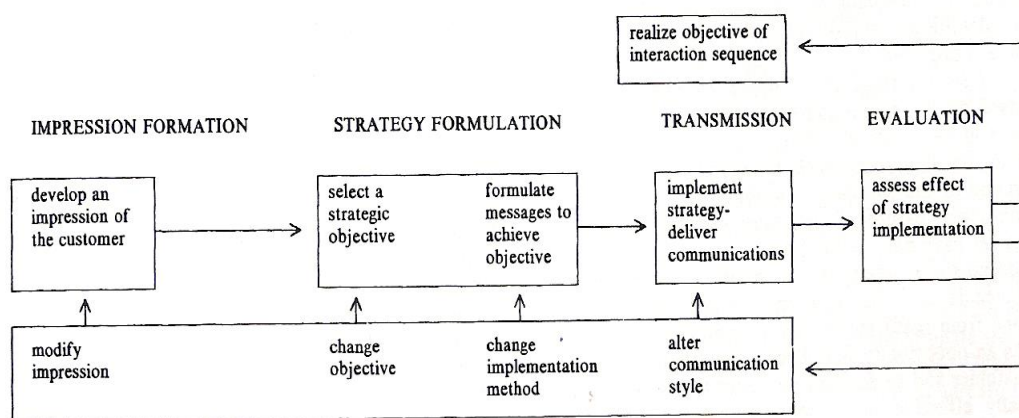 realize objective of
interaction sequence
IMPRESSION FORMATION
STRATEGY FORMULATION
TRANSMISSION
EVALUATION
develop an
impression of
the customer
select a
strategic
objective
formulate
messages to
achieve
objective
implement
strategy-
deliver
communications
assess effect
of strategy
implementation
modify
impression
change
objective
change
implementation
method
alter
communication
style